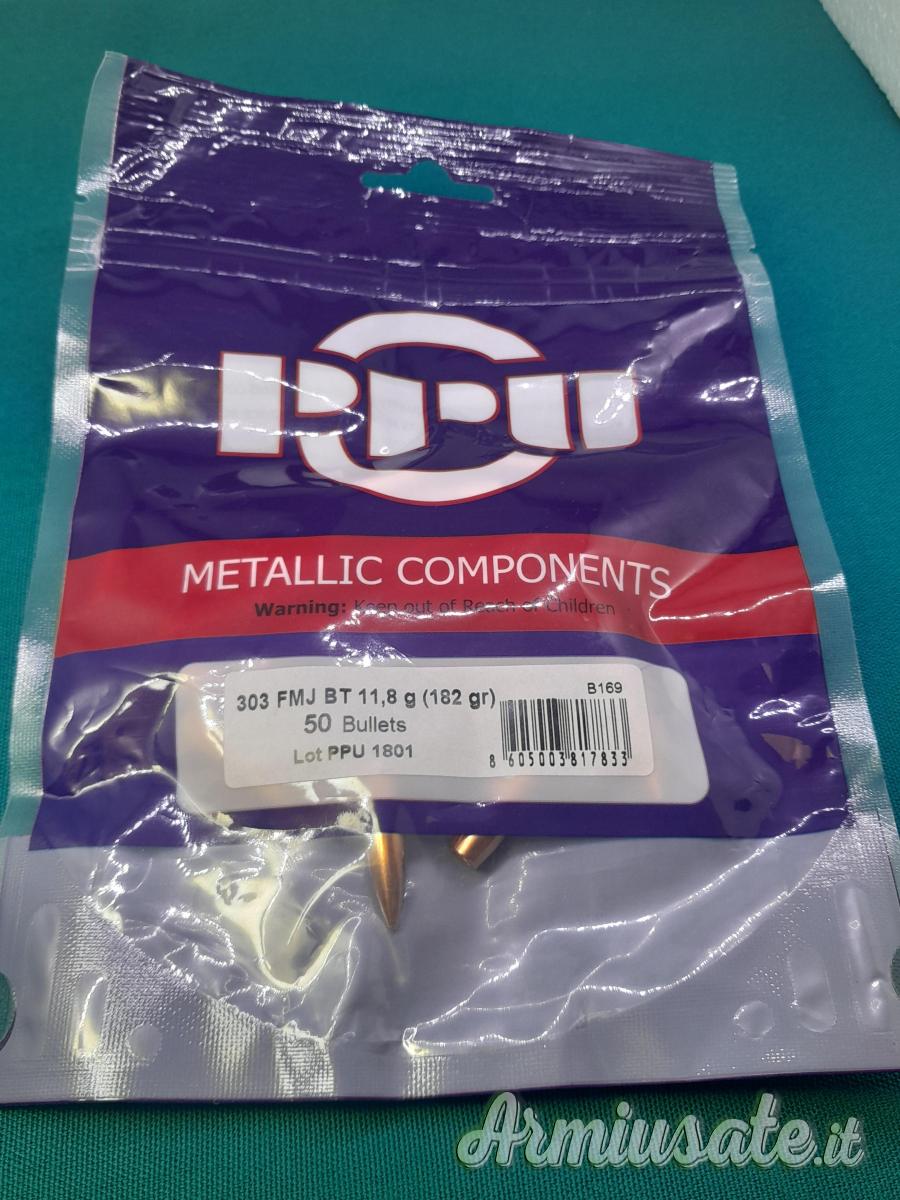 PPU
METALLIC COMPONENTS
Warning: Keep out of Reach of Children
303 FMJ BT 11,8 g (182 gr)
50 Bullets
Lot PPU 1801
B169
8 605003 817833
Armiusate.it